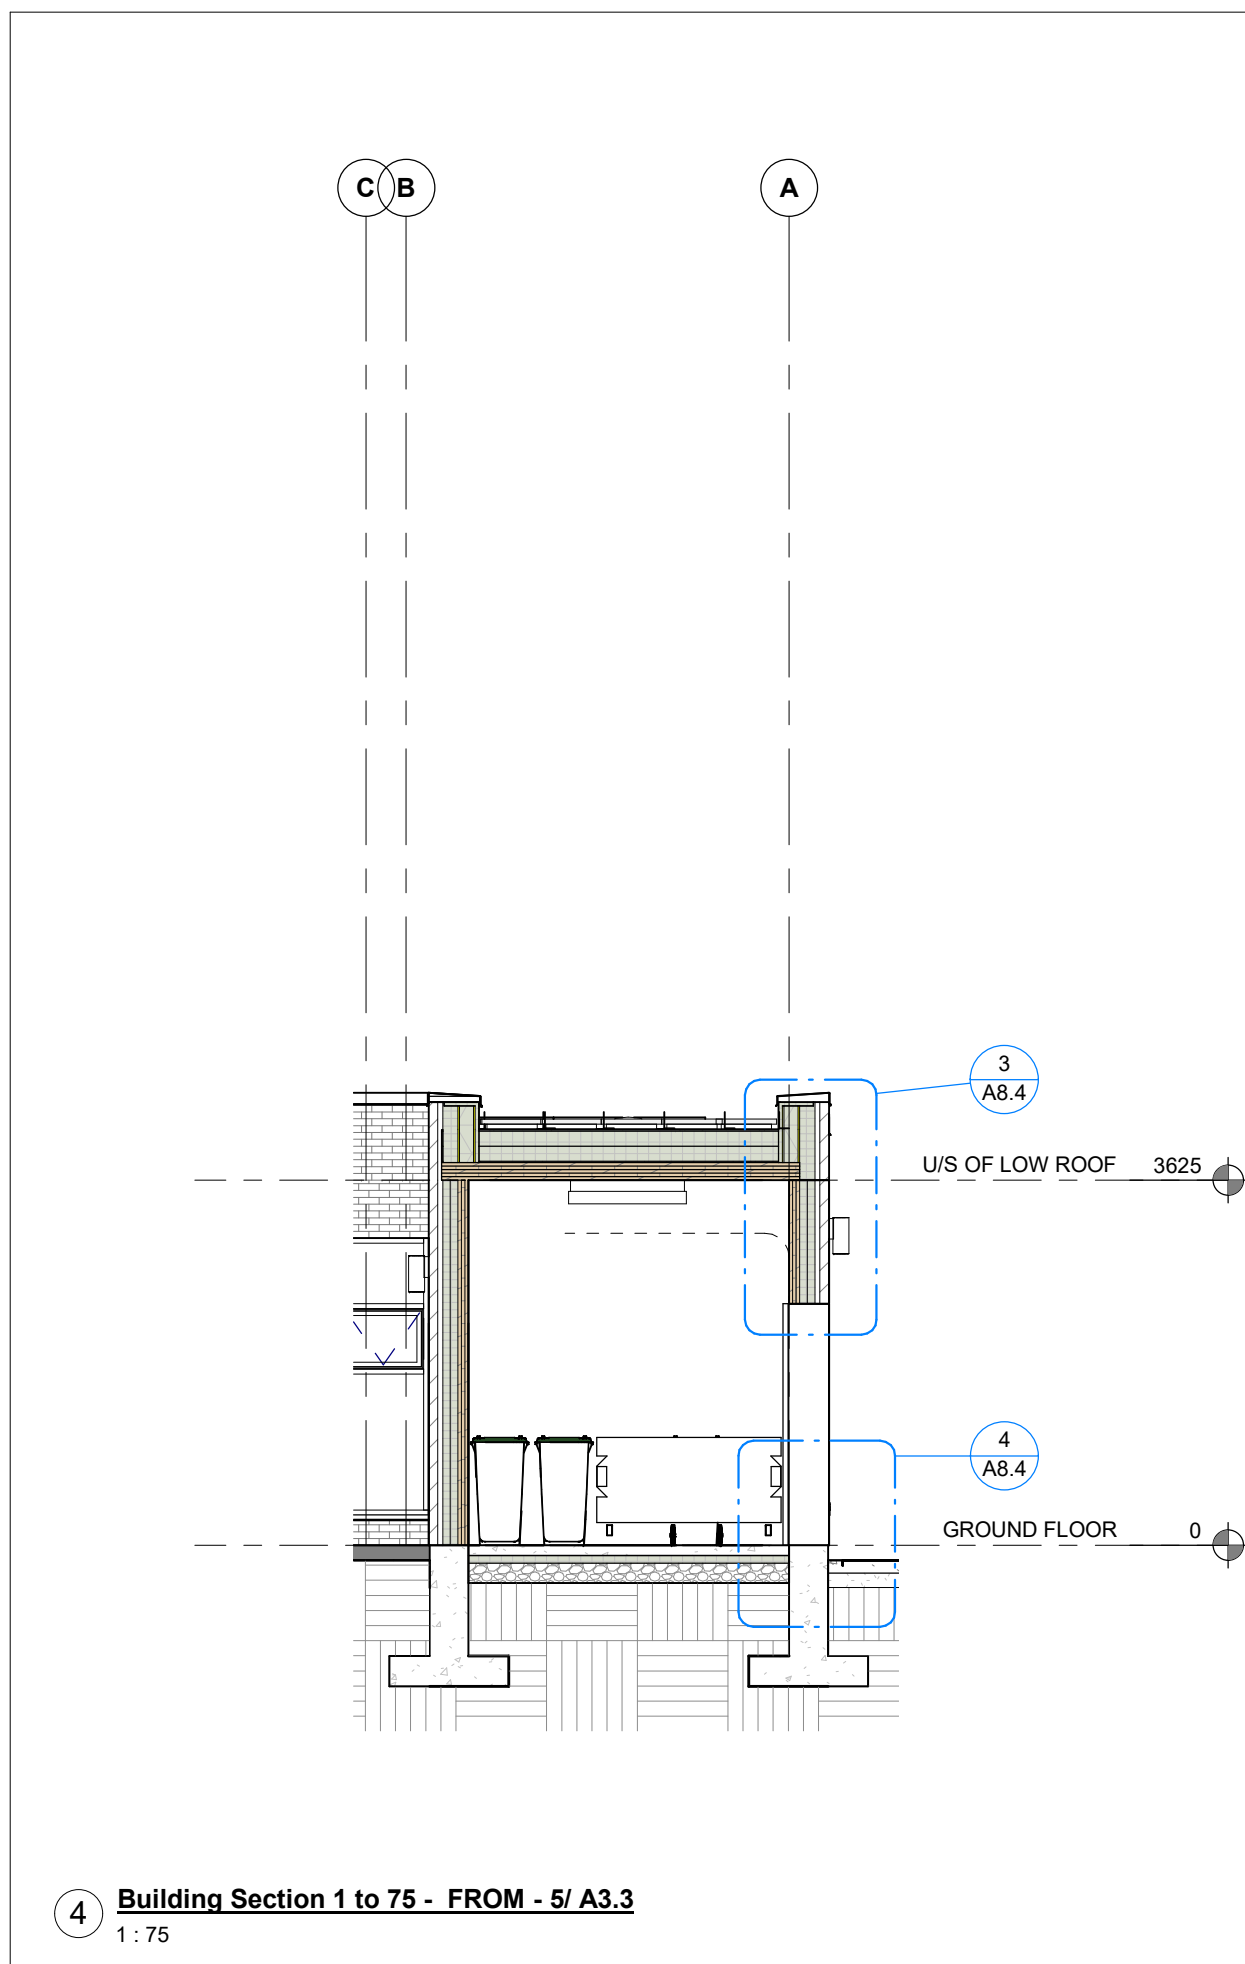 C B A
3
A8.4
U/S OF LOW ROOF 3625
4
A8.4
GROUND FLOOR 0
4 Building Section 1 to 75 - FROM - 5/ A3.3
1 : 75